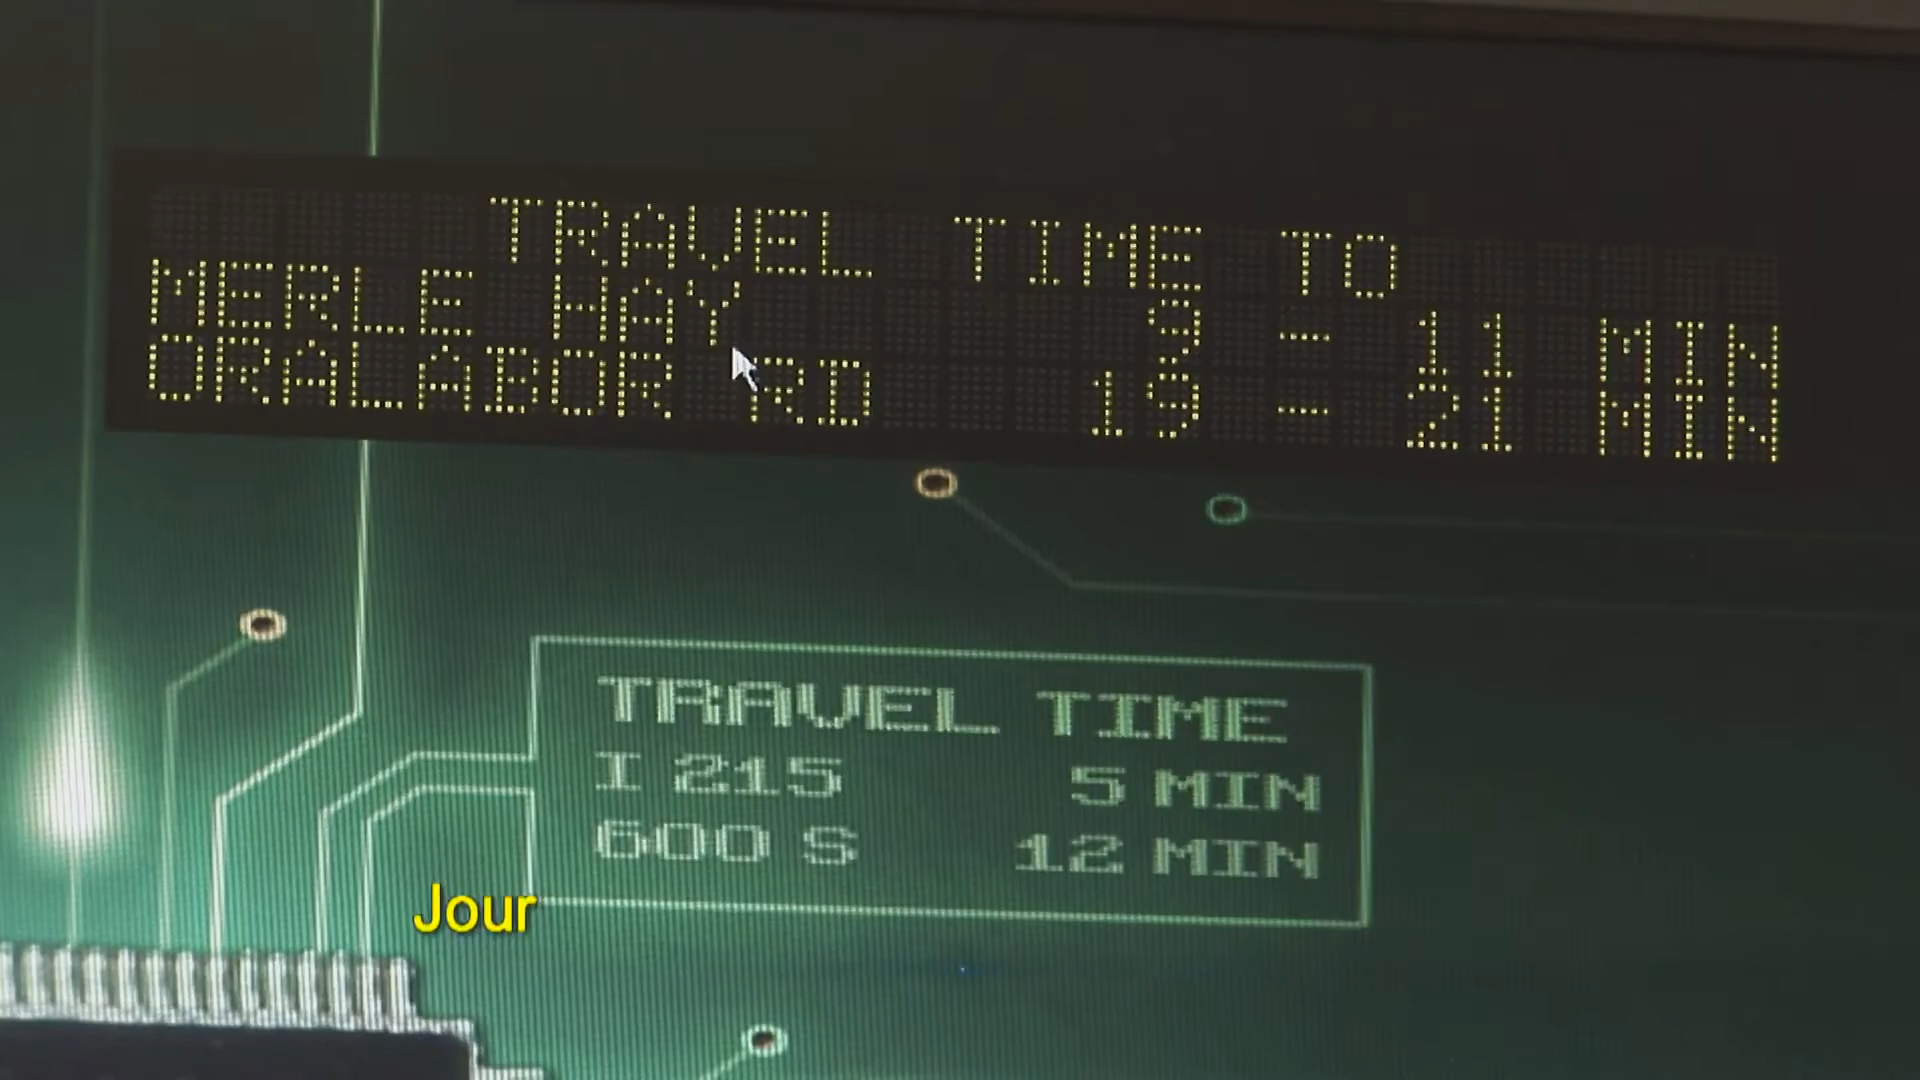 TRAVEL TIME TO
MERLE HAY 9 - 11 MIN
ORALABOR RD 19 - 21 MIN
TRAVEL TIME
I 215 5 MIN
600 S 12 MIN
Jour